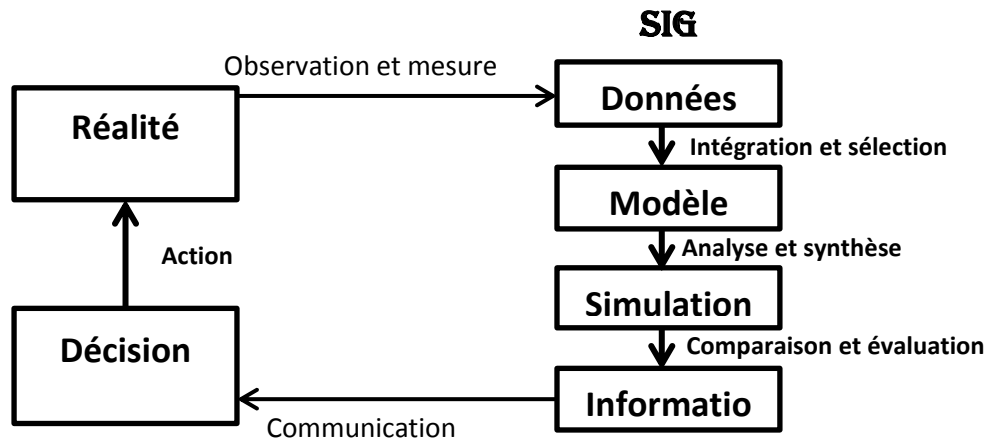 SIG
Observation et mesure
Données
Réalité
Intégration et sélection
Modèle
Action
Analyse et synthèse
Simulation
Décision
Comparaison et évaluation
Informatio
Communication